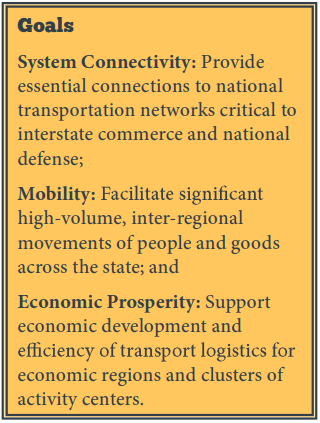 Goals
System Connectivity: Provide
essential connections to national
transportation networks critical to
interstate commerce and national
defense;
Mobility: Facilitate significant
high-volume, inter-regional
movements of people and goods
across the state; and
Economic Prosperity: Support
economic development and
efficiency of transport logistics for
economic regions and clusters of
activity centers.